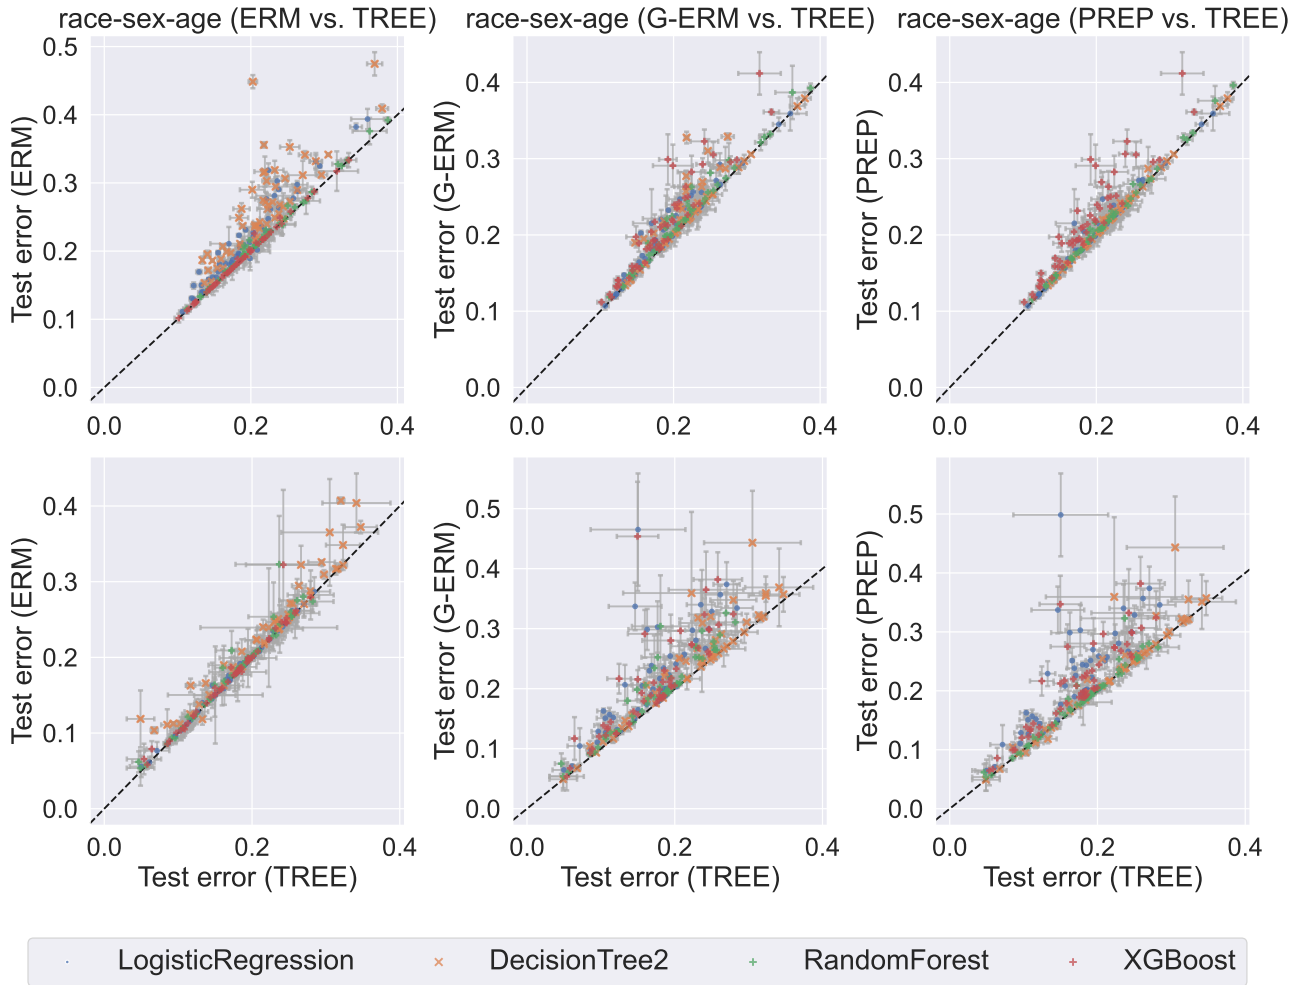 race-sex-age (ERM vs. TREE)
race-sex-age (G-ERM vs. TREE)
race-sex-age (PREP vs. TREE)
Test error (ERM)
0.5
0.4
0.3
0.2
0.1
0.0
0.0 0.2 0.4
Test error (G-ERM)
0.4
0.3
0.2
0.1
0.0
0.0 0.2 0.4
Test error (PREP)
0.4
0.3
0.2
0.1
0.0
0.0 0.2 0.4
Test error (ERM)
0.4
0.3
0.2
0.1
0.0
0.0 0.2 0.4
Test error (TREE)
Test error (G-ERM)
0.5
0.4
0.3
0.2
0.1
0.0
0.0 0.2 0.4
Test error (TREE)
Test error (PREP)
0.5
0.4
0.3
0.2
0.1
0.0
0.0 0.2 0.4
Test error (TREE)
LogisticRegression DecisionTree2 RandomForest XGBoost